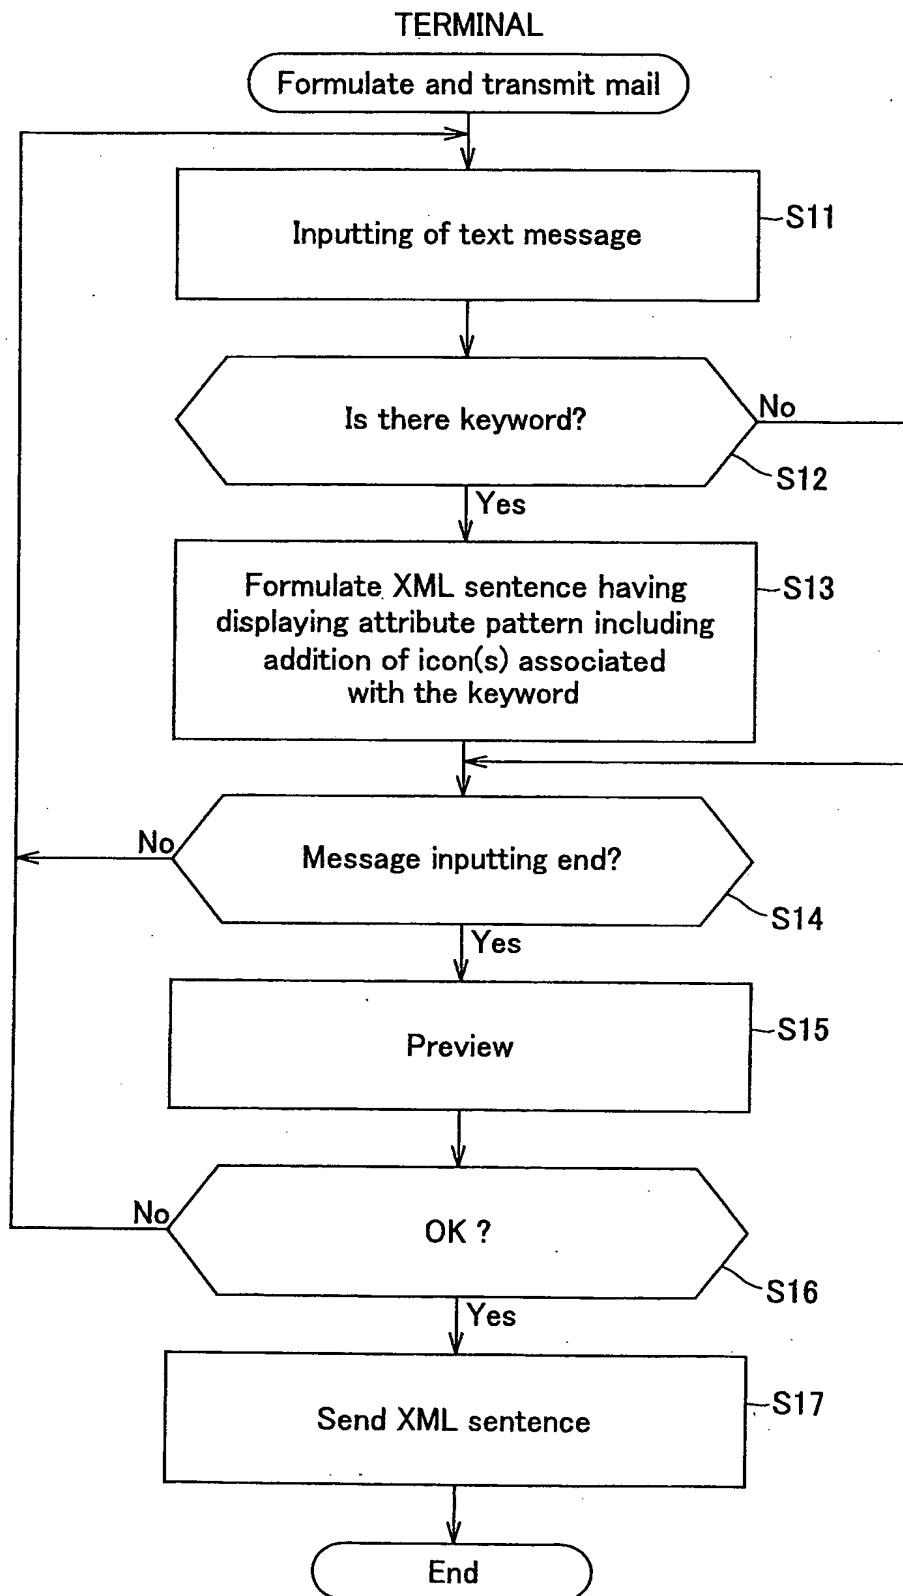 TERMINAL
Formulate and transmit mail
Inputting of text message
S11
Is there keyword?
No
S12
Yes
Formulate XML sentence having
displaying attribute pattern including
addition of icon(s) associated
with the keyword
S13
No
Message inputting end?
S14
Yes
Preview
S15
No
OK ?
S16
Yes
Send XML sentence
S17
End